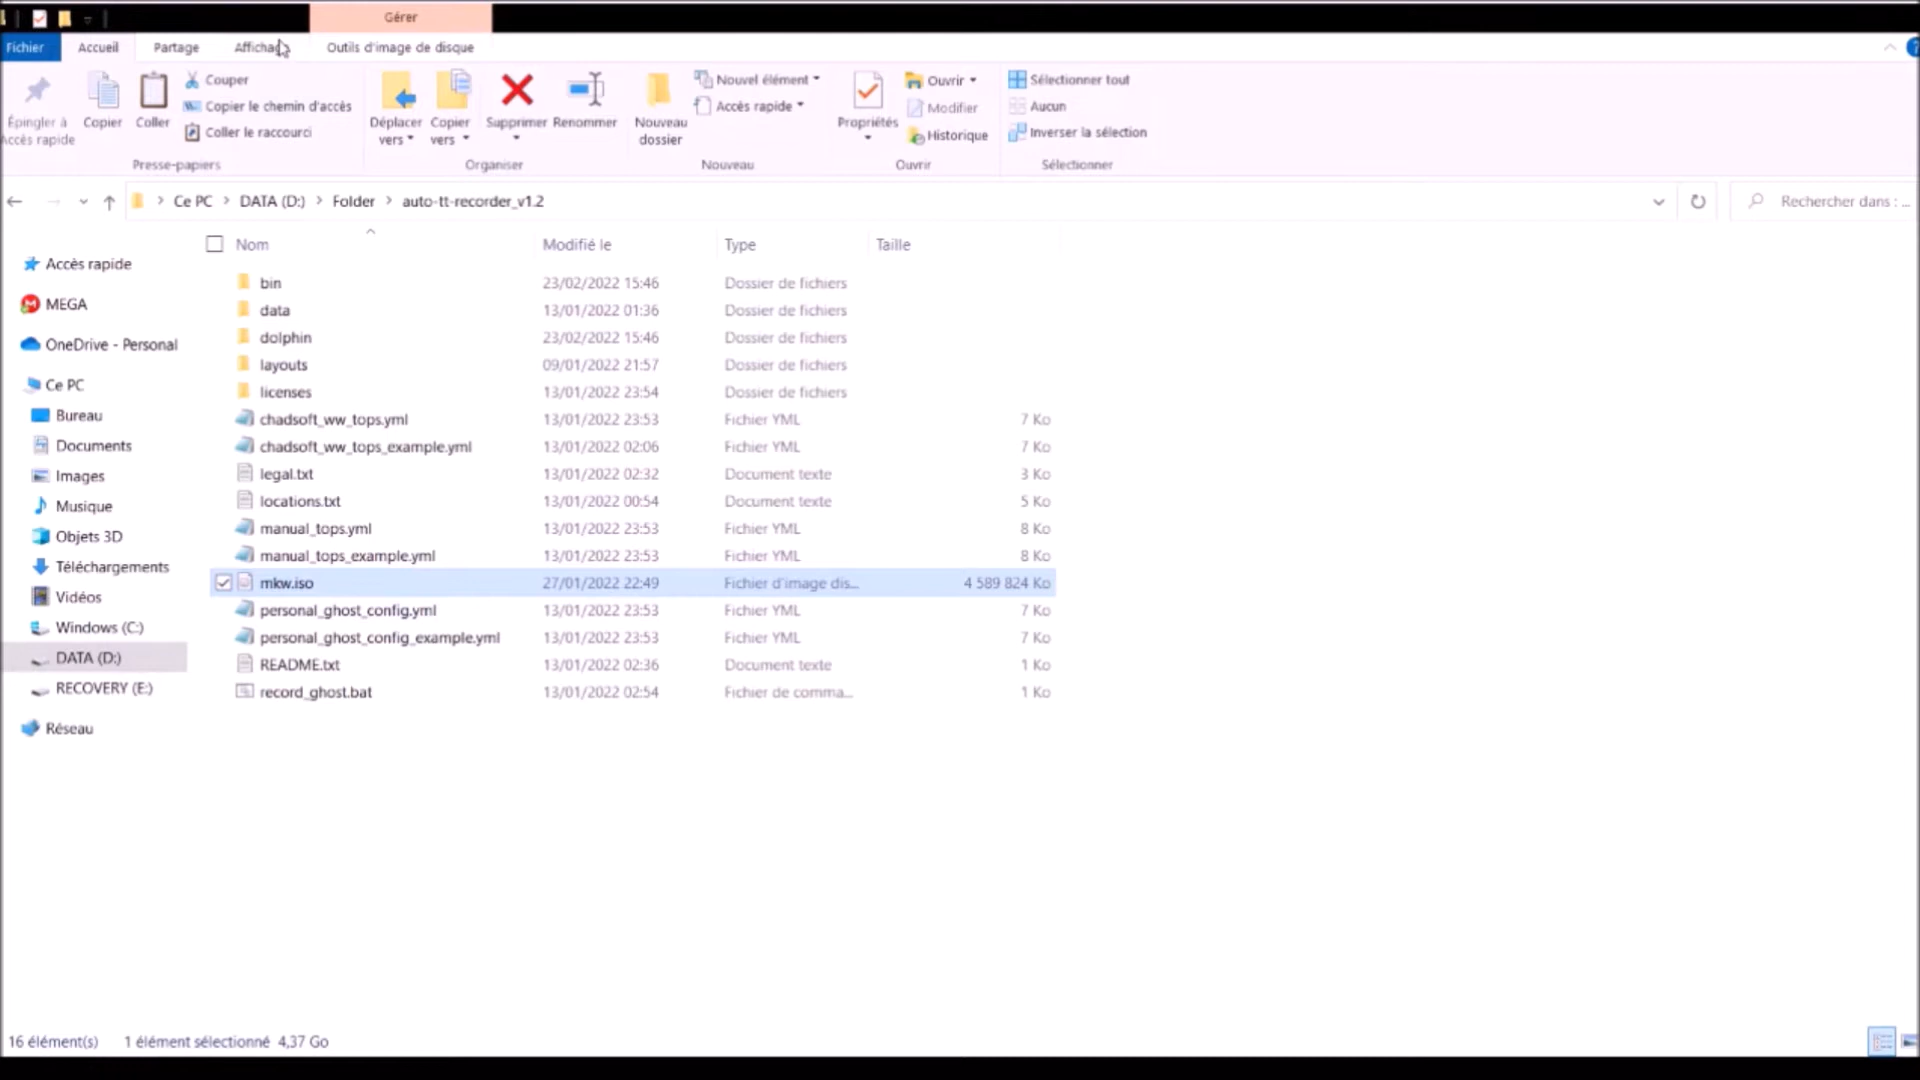 Gérer
Fichier Accueil Partage Affichage Outils d'image de disque
Épingler à Accès rapide
Copier
Coller
Couper
Copier le chemin d'accès
Coller le raccourci
Presse-papiers
Déplacer vers
Copier vers
Supprimer
Renommer
Organiser
Nouveau dossier
Nouvel élément
Accès rapide
Nouveau
Propriétés
Ouvrir
Modifier
Historique
Ouvrir
Sélectionner tout
Aucun
Inverser la sélection
Sélectionner
Ce PC > DATA (D:) > Folder > auto-tt-recorder_v1.2
Rechercher dans : ...
Accès rapide
MEGA
OneDrive - Personal
Ce PC
Bureau
Documents
Images
Musique
Objets 3D
Téléchargements
Vidéos
Windows (C:)
DATA (D:)
RECOVERY (E:)
Réseau
Nom Modifié le Type Taille
bin 23/02/2022 15:46 Dossier de fichiers
data 13/01/2022 01:36 Dossier de fichiers
dolphin 23/02/2022 15:46 Dossier de fichiers
layouts 09/01/2022 21:57 Dossier de fichiers
licenses 13/01/2022 23:54 Dossier de fichiers
chadsoft_ww_tops.yml 13/01/2022 23:53 Fichier YML 7 Ko
chadsoft_ww_tops_example.yml 13/01/2022 02:06 Fichier YML 7 Ko
legal.txt 13/01/2022 02:32 Document texte 3 Ko
locations.txt 13/01/2022 00:54 Document texte 5 Ko
manual_tops.yml 13/01/2022 23:53 Fichier YML 8 Ko
manual_tops_example.yml 13/01/2022 23:53 Fichier YML 8 Ko
mkw.iso 27/01/2022 22:49 Fichier d'image dis... 4 589 824 Ko
personal_ghost_config.yml 13/01/2022 23:53 Fichier YML 7 Ko
personal_ghost_config_example.yml 13/01/2022 23:53 Fichier YML 7 Ko
README.txt 13/01/2022 02:36 Document texte 1 Ko
record_ghost.bat 13/01/2022 02:54 Fichier de comma... 1 Ko
16 élément(s) 1 élément sélectionné 4,37 Go